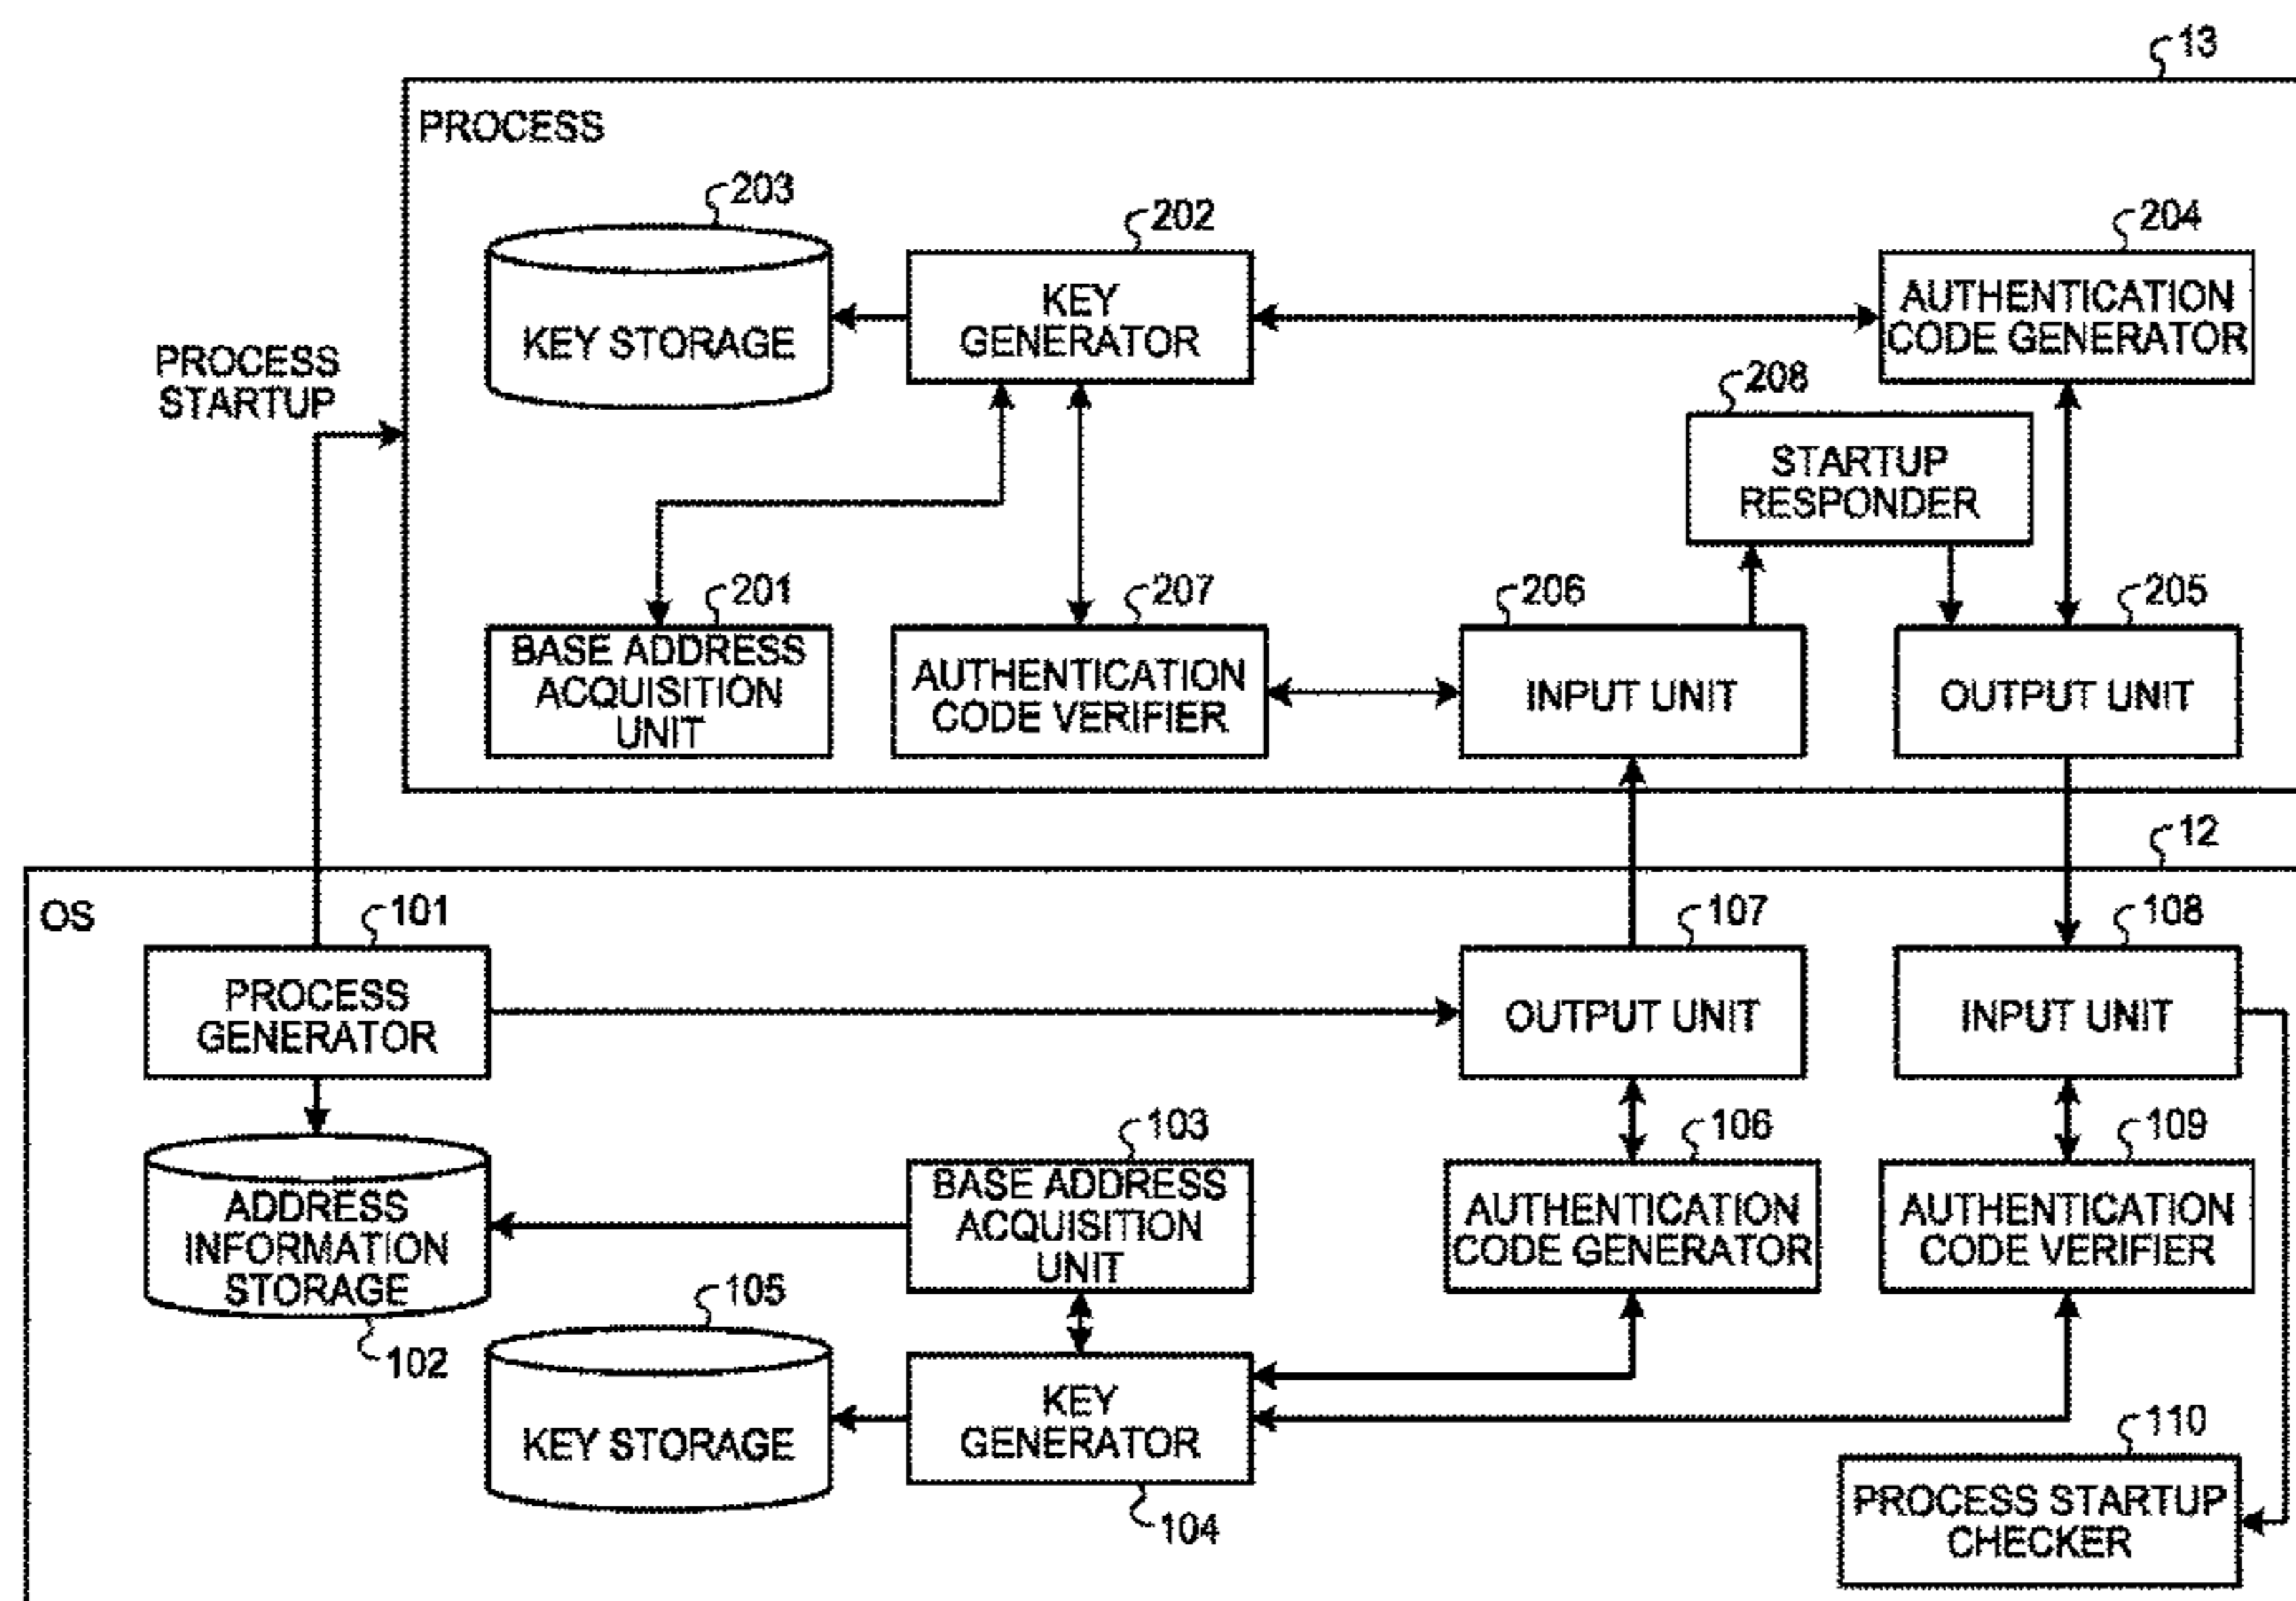 13
PROCESS
203
202
204
KEY STORAGE
KEY
GENERATOR
AUTHENTICATION
CODE GENERATOR
PROCESS
STARTUP
208
STARTUP
RESPONDER
201
207
206
205
BASE ADDRESS
ACQUISITION
UNIT
AUTHENTICATION
CODE VERIFIER
INPUT UNIT
OUTPUT UNIT
12
OS
101
107
108
PROCESS
GENERATOR
OUTPUT UNIT
INPUT UNIT
103
106
109
ADDRESS
INFORMATION
STORAGE
102
BASE ADDRESS
ACQUISITION
UNIT
AUTHENTICATION
CODE GENERATOR
AUTHENTICATION
CODE VERIFIER
105
KEY STORAGE
KEY
GENERATOR
104
110
PROCESS STARTUP
CHECKER